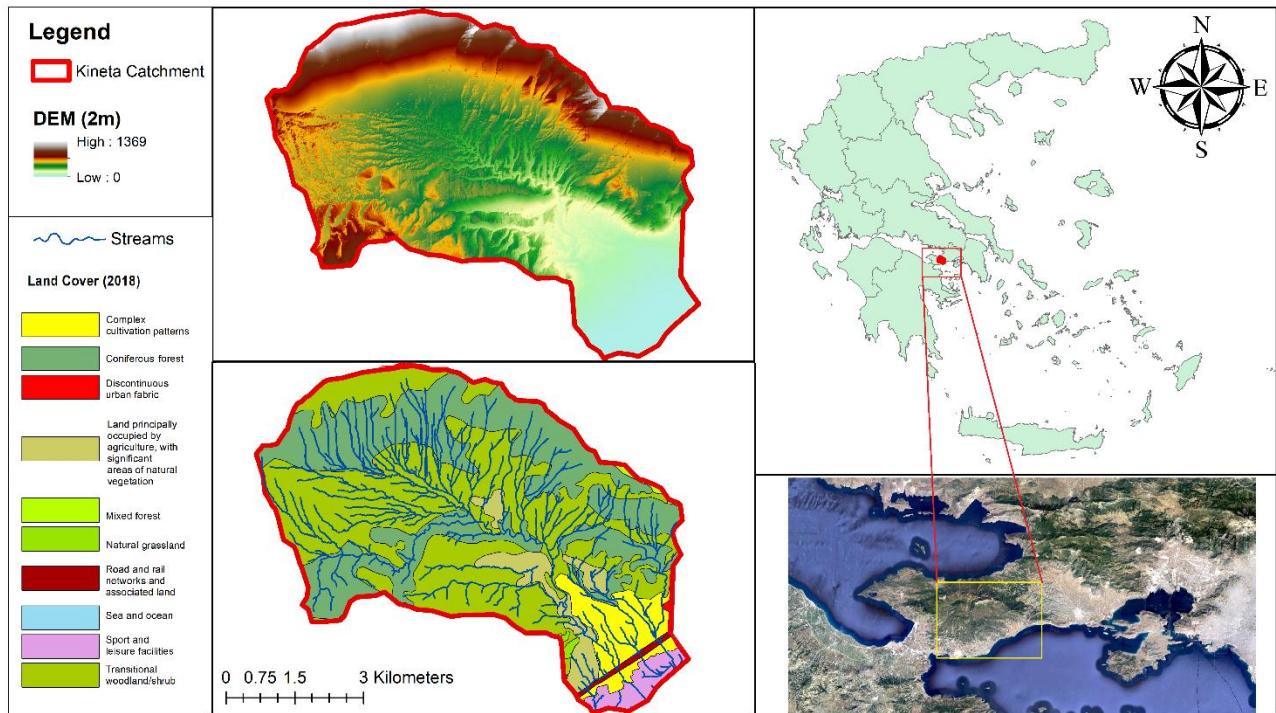 Legend
Kineta Catchment
DEM (2m)
High : 1369
Low : 0
Streams
Land Cover (2018)
Complex
cultivation patterns
Coniferous forest
Discontinuous
urban fabric
Land principally
occupied by
agriculture, with
significant
areas of natural
vegetation
Mixed forest
Natural grassland
Road and rail
networks and
associated land
Sea and ocean
Sport and
leisure facilities
Transitional
woodland/shrub
0 0.75 1.5 3 Kilometers
N
W E
S